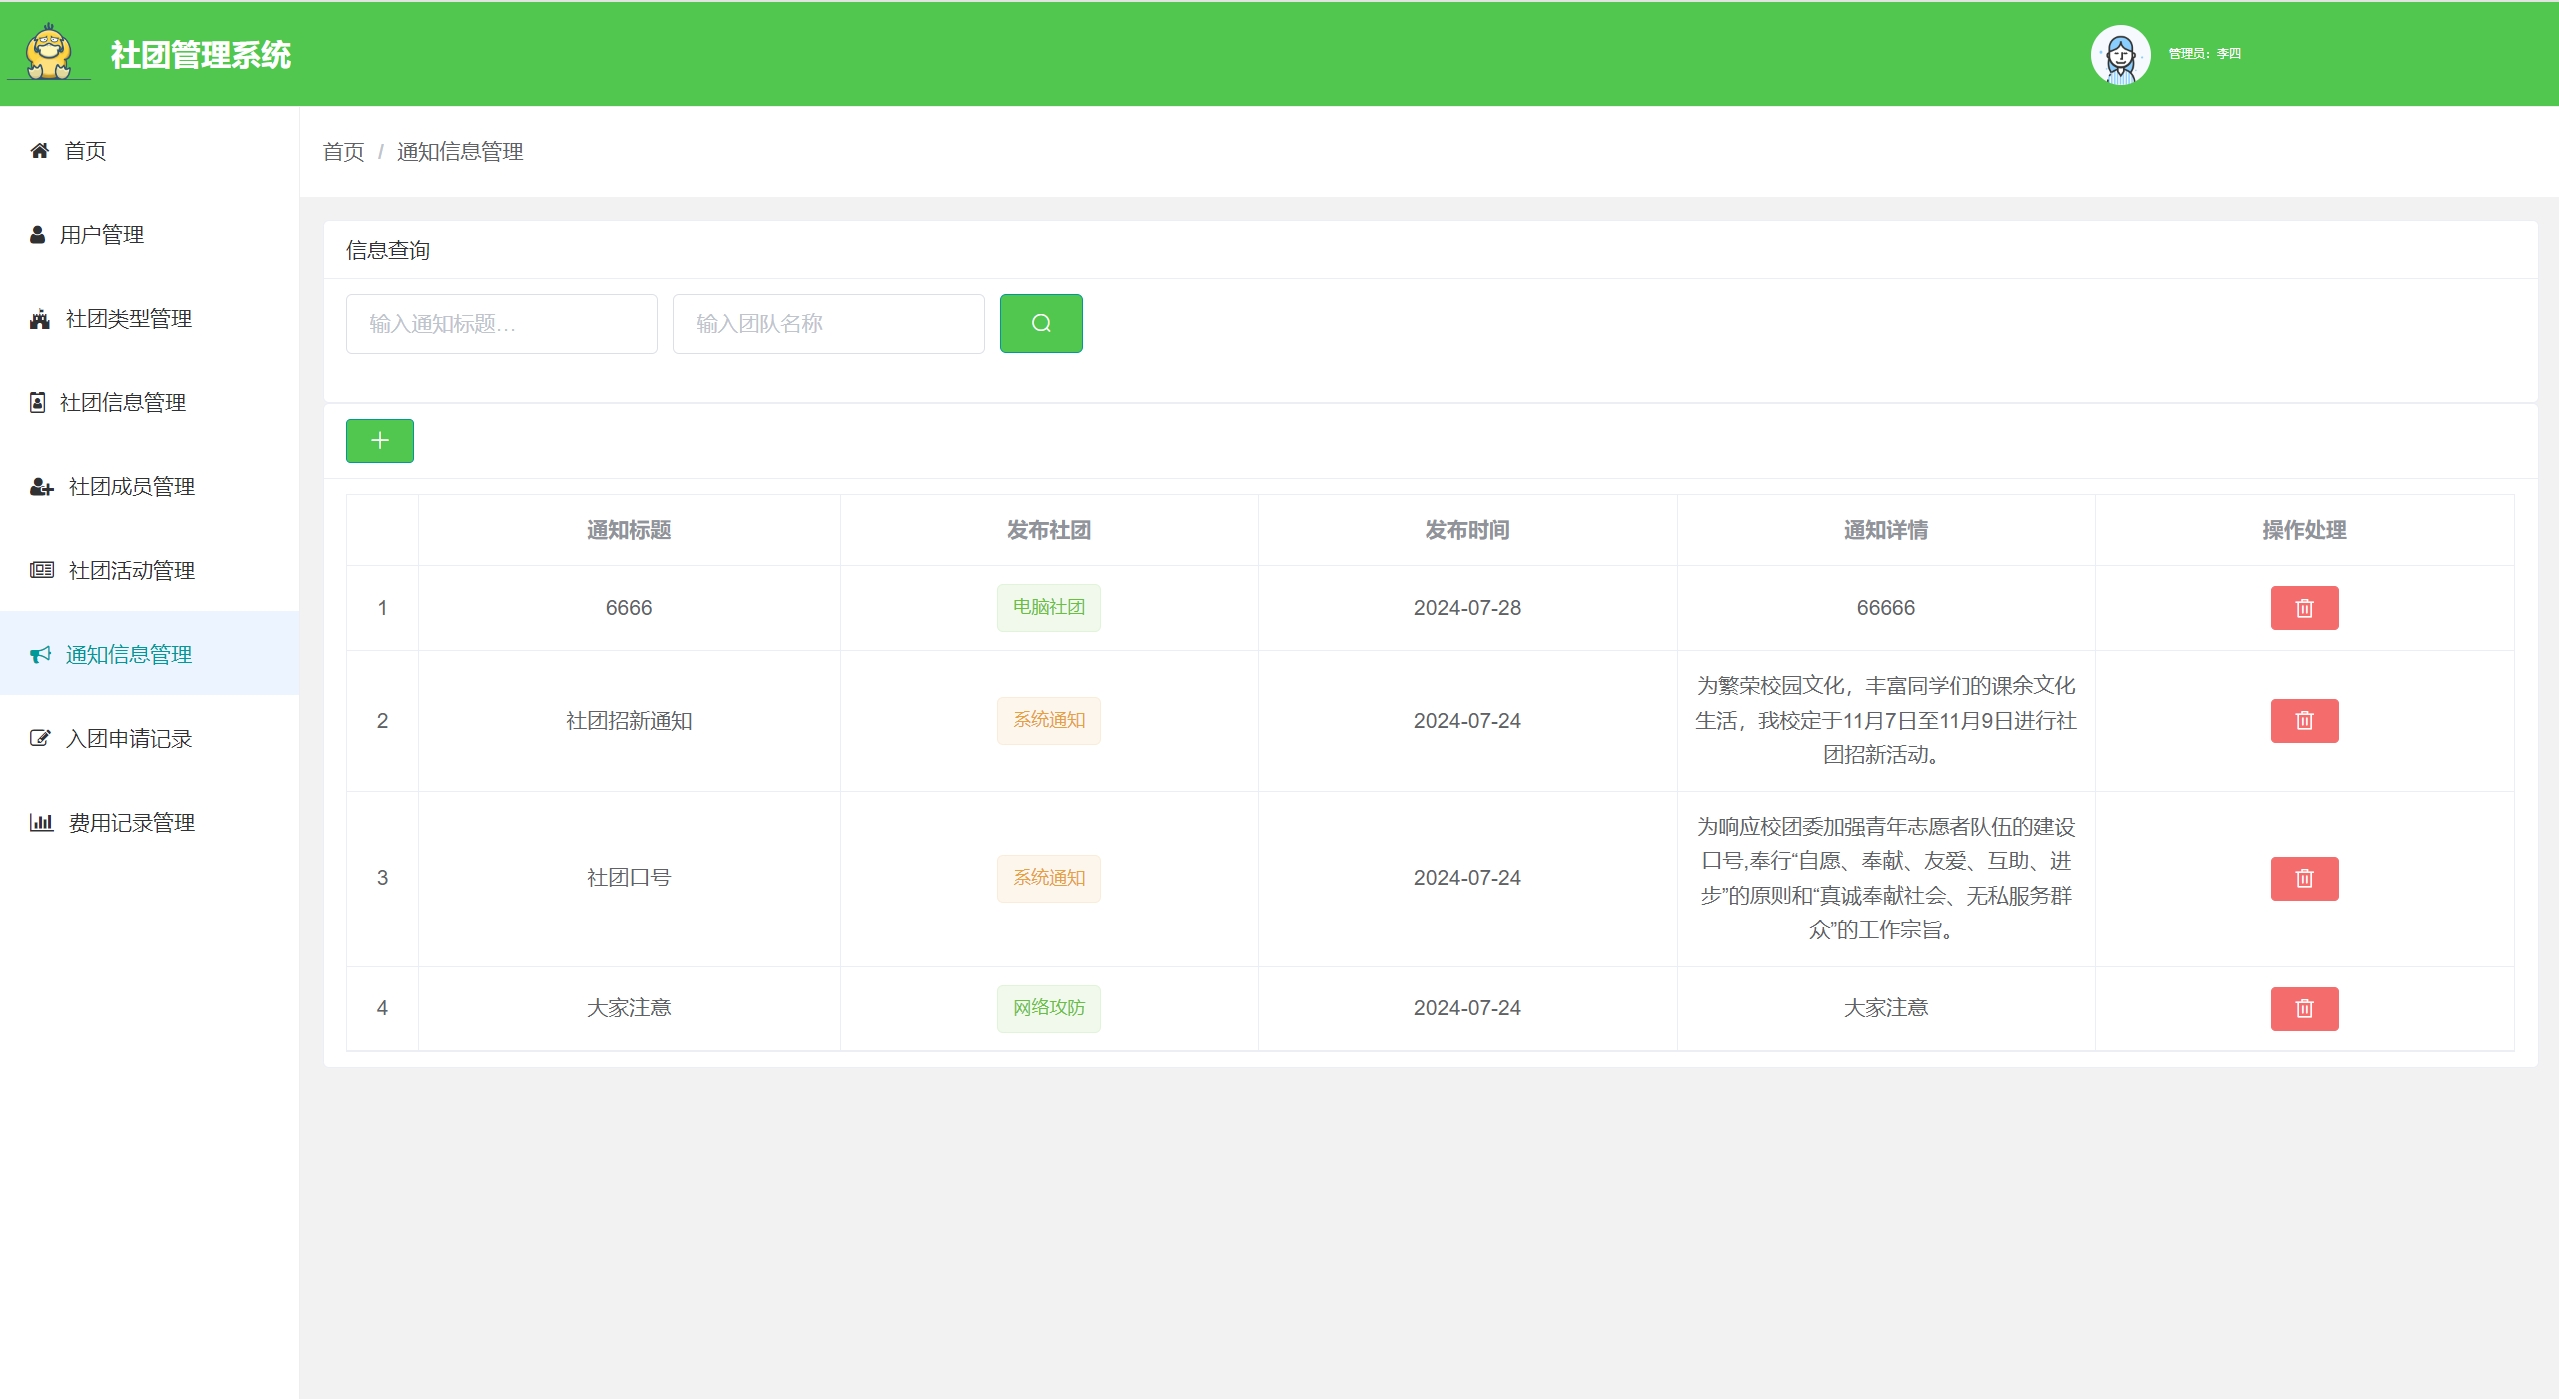 社团管理系统
管理员：李四
首页
用户管理
社团类型管理
社团信息管理
社团成员管理
社团活动管理
通知信息管理
入团申请记录
费用记录管理
首页 / 通知信息管理
信息查询
输入通知标题…
输入团队名称
通知标题 发布社团 发布时间 通知详情 操作处理
1 6666 电脑社团 2024-07-28 66666
2 社团招新通知 系统通知 2024-07-24
为繁荣校园文化，丰富同学们的课余文化
生活，我校定于11月7日至11月9日进行社
团招新活动。
3 社团口号 系统通知 2024-07-24
为响应校团委加强青年志愿者队伍的建设
口号,奉行“自愿、奉献、友爱、互助、进
步”的原则和“真诚奉献社会、无私服务群
众”的工作宗旨。
4 大家注意 网络攻防 2024-07-24 大家注意